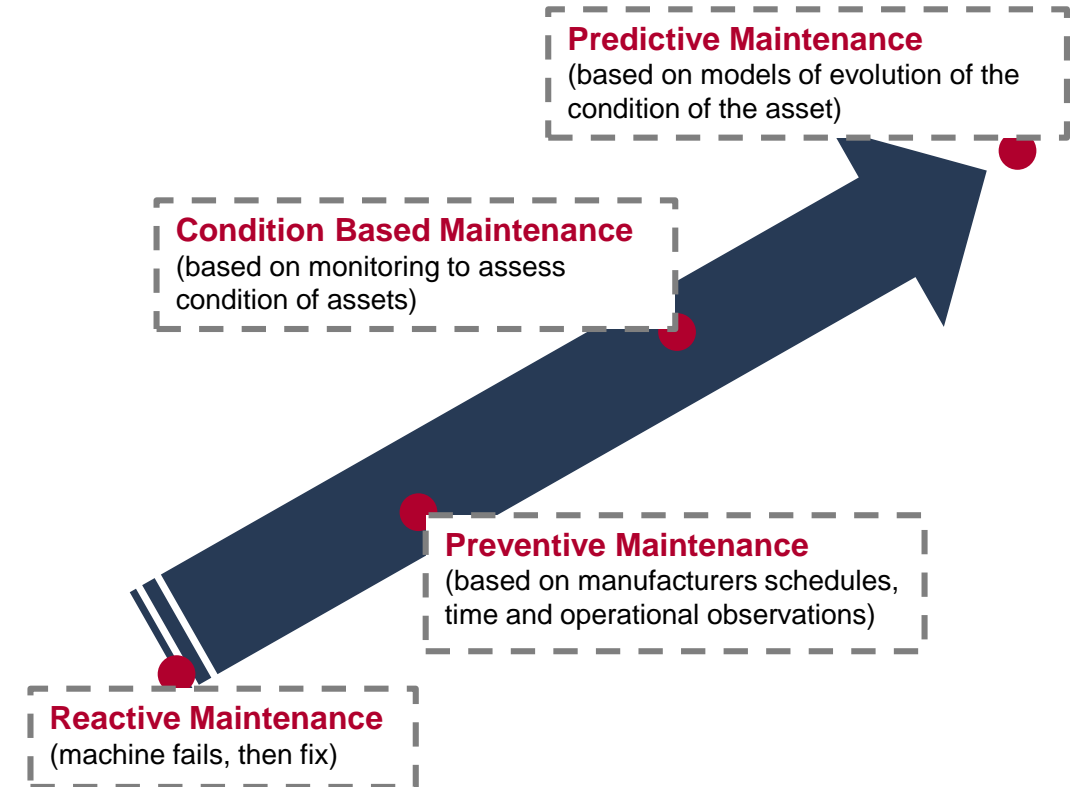 Predictive Maintenance
(based on models of evolution of the
condition of the asset)
Condition Based Maintenance
(based on monitoring to assess
condition of assets)
Preventive Maintenance
(based on manufacturers schedules,
time and operational observations)
Reactive Maintenance
(machine fails, then fix)